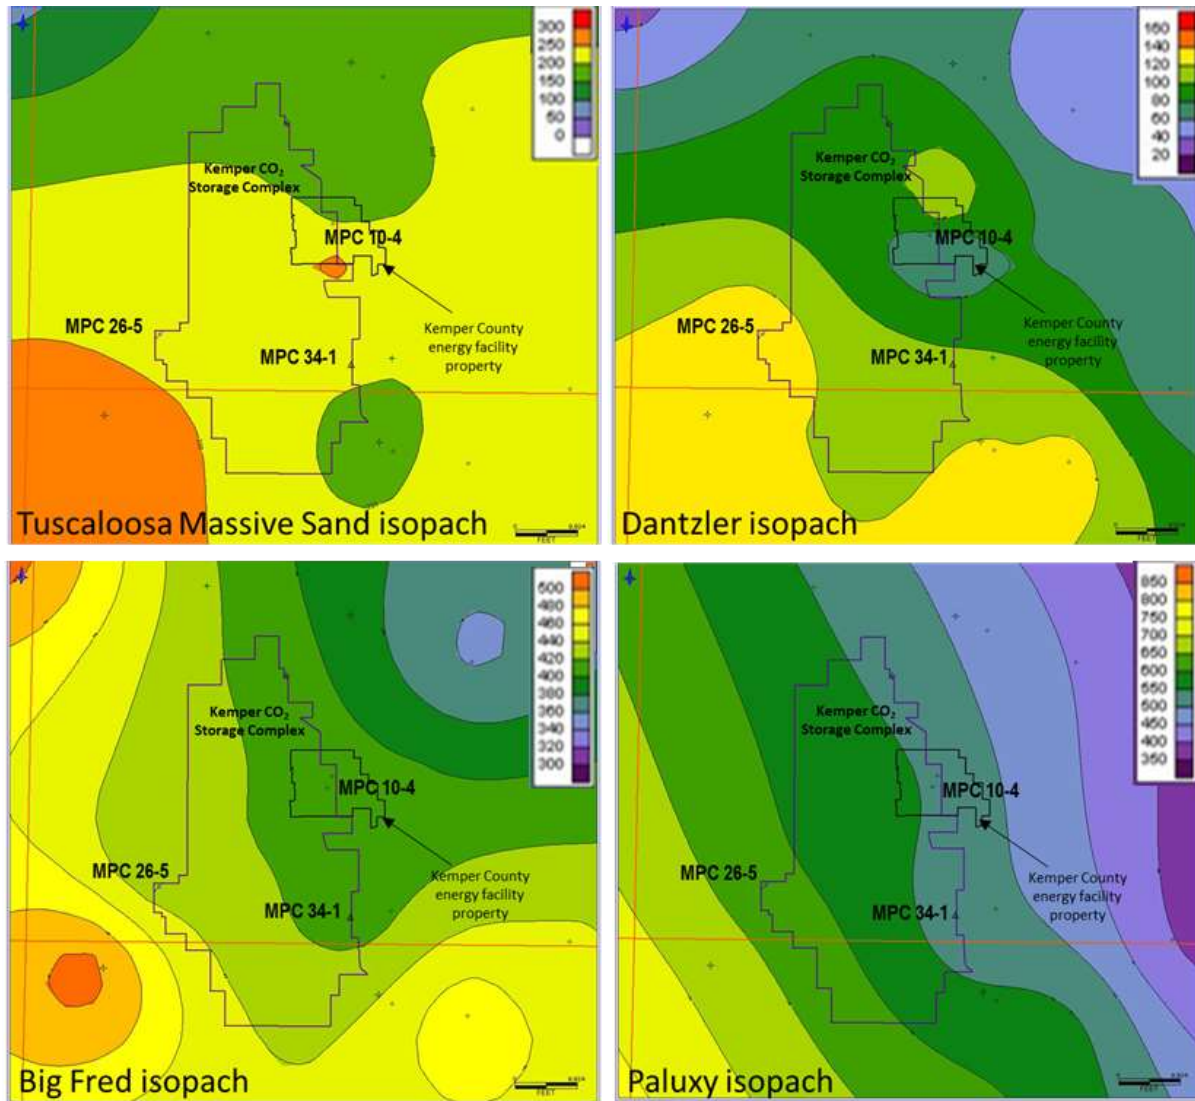 300
250
200
150
100
50
0
Kemper CO₂
Storage Complex
MPC 10-4
MPC 26-5
MPC 34-1
Kemper County
energy facility
property
Tuscaloosa Massive Sand isopach
FEET
160
140
120
100
80
60
40
20
Kemper CO₂
Storage Complex
MPC 10-4
MPC 26-5
MPC 34-1
Kemper County
energy facility
property
Dantzler isopach
FEET
500
480
460
440
420
400
380
360
340
320
300
Kemper CO₂
Storage Complex
MPC 10-4
MPC 26-5
MPC 34-1
Kemper County
energy facility
property
Big Fred isopach
FEET
850
800
750
700
650
600
550
500
450
400
350
Kemper CO₂
Storage Complex
MPC 10-4
MPC 26-5
MPC 34-1
Kemper County
energy facility
property
Paluxy isopach
FEET